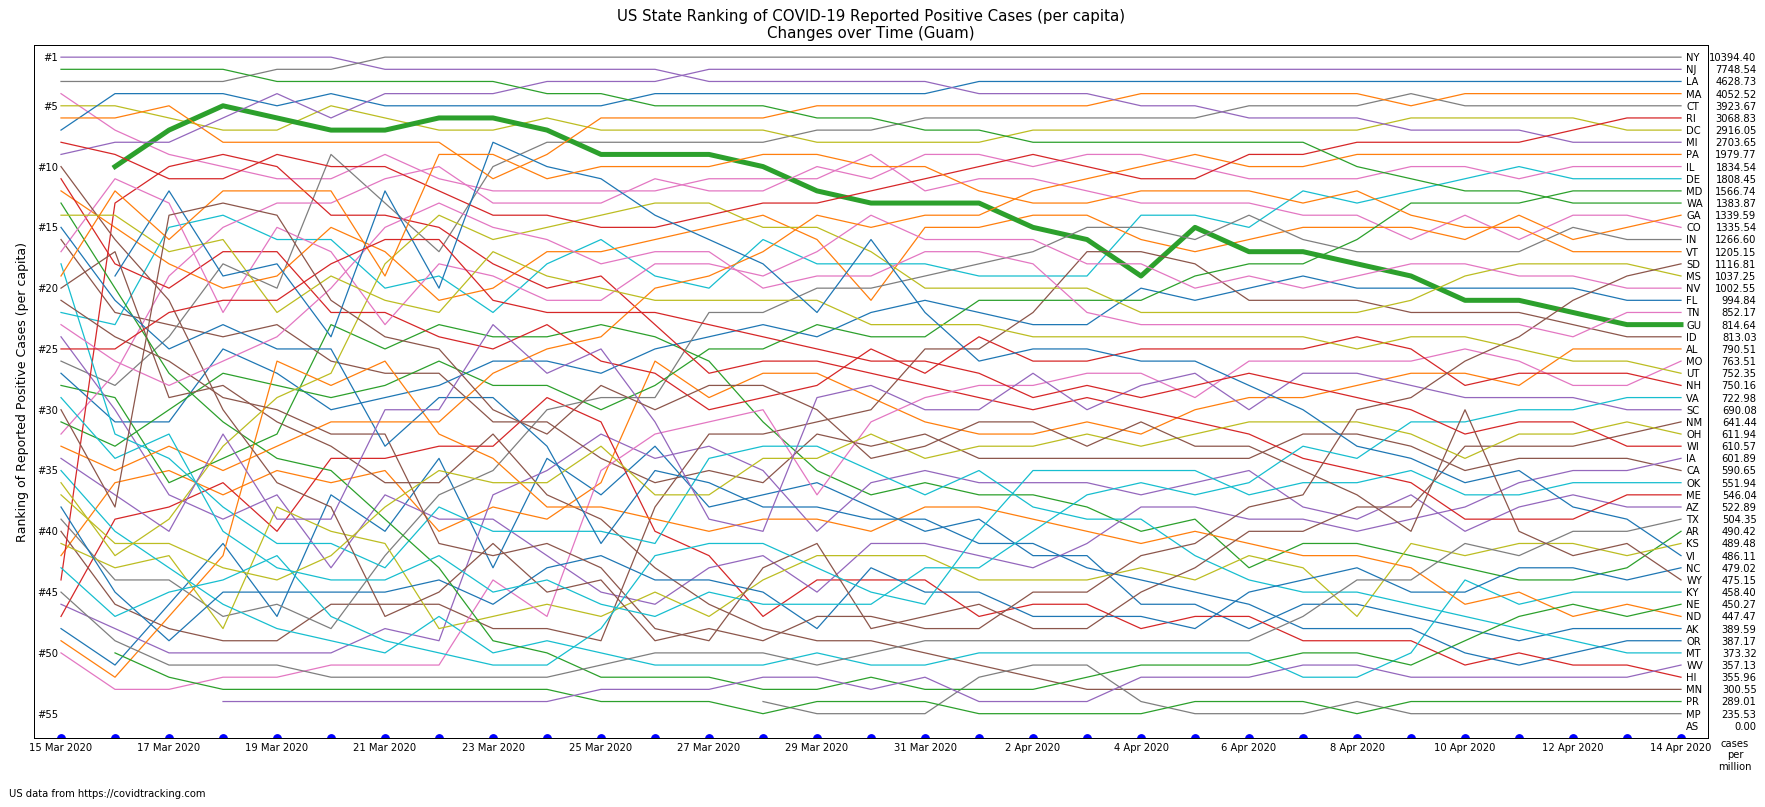 US State Ranking of COVID-19 Reported Positive Cases (per capita)
Changes over Time (Guam)
Ranking of Reported Positive Cases (per capita)
#1
#5
#10
#15
#20
#25
#30
#35
#40
#45
#50
#55
NY 10394.40
NJ 7748.54
LA 4628.73
MA 4052.52
CT 3923.67
RI 3068.83
DC 2916.05
MI 2703.65
PA 1979.77
IL 1834.54
DE 1808.45
MD 1566.74
WA 1383.87
GA 1339.59
CO 1335.54
IN 1266.60
VT 1205.15
SD 1116.81
MS 1037.25
NV 1002.55
FL 994.84
TN 852.17
GU 814.64
ID 813.03
AL 790.51
MO 763.51
UT 752.35
NH 750.16
VA 722.98
SC 690.08
NM 641.44
OH 611.94
WI 610.57
IA 601.89
CA 590.65
OK 551.94
ME 546.04
AZ 522.89
TX 504.35
AR 490.42
KS 489.48
VI 486.11
NC 479.02
WY 475.15
KY 458.40
NE 450.27
ND 447.47
AK 389.59
OR 387.17
MT 373.32
WV 357.13
HI 355.96
MN 300.55
PR 289.01
MP 235.53
AS 0.00
15 Mar 2020 17 Mar 2020 19 Mar 2020 21 Mar 2020 23 Mar 2020 25 Mar 2020 27 Mar 2020 29 Mar 2020 31 Mar 2020 2 Apr 2020 4 Apr 2020 6 Apr 2020 8 Apr 2020 10 Apr 2020 12 Apr 2020 14 Apr 2020
cases
per
million
US data from https://covidtracking.com